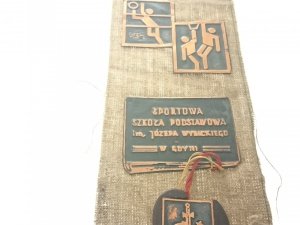 SPORTOWA
SZKOŁA PODSTAWOWA
im. JÓZEFA WYBICKIEGO
W GDYNI